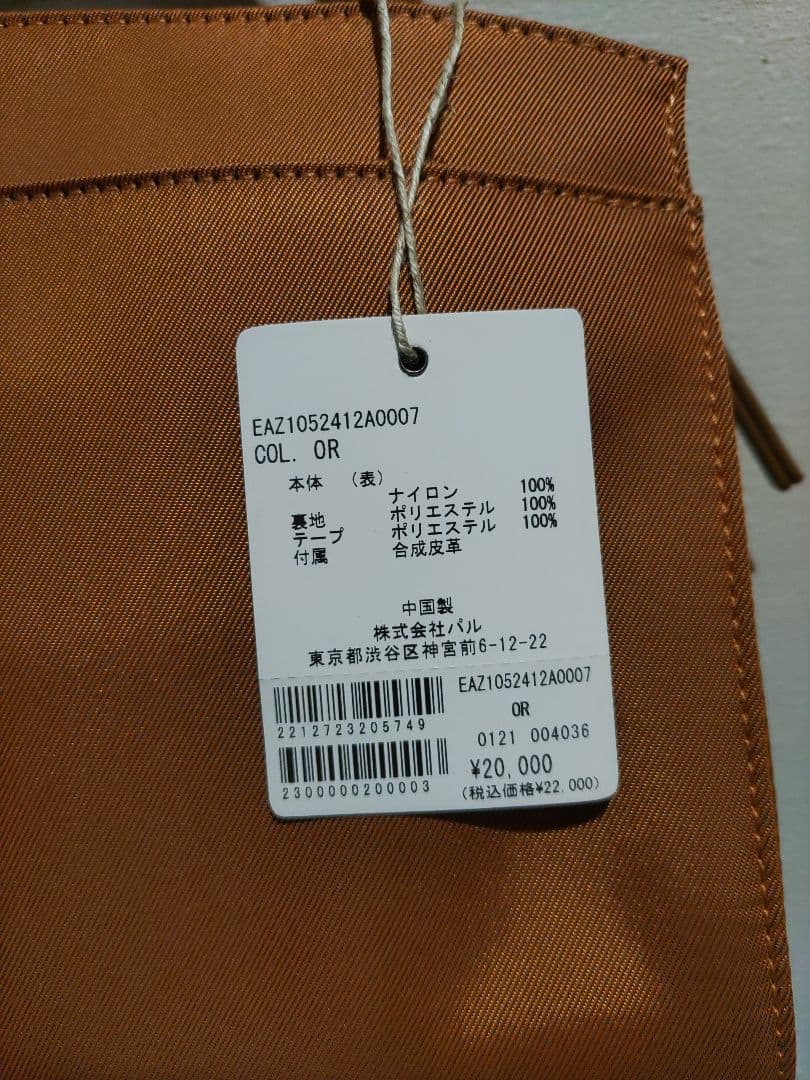 EAZ1052412A0007
COL. OR
本体 (表) ナイロン 100%
裏地 ポリエステル 100%
テープ ポリエステル 100%
付属 合成皮革
中国製
株式会社パル
東京都渋谷区神宮前6-12-22
EAZ1052412A0007
2212723205749
OR
0121 004036
2300000200003
¥20,000
(税込価格¥22.000)